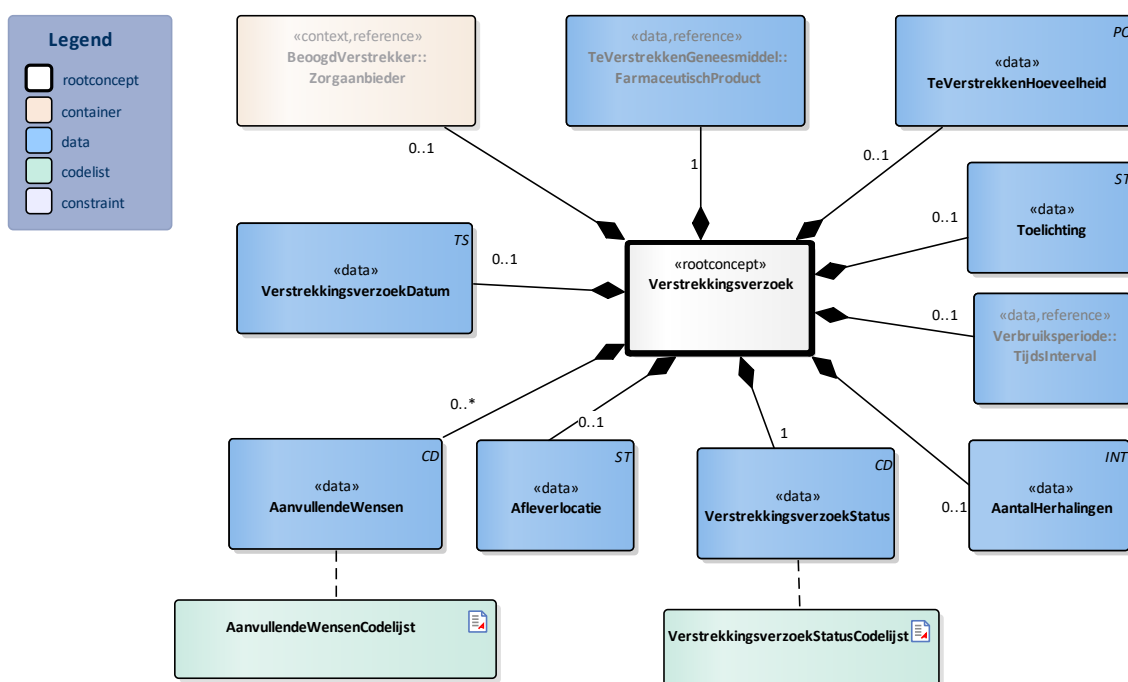 Legend
rootconcept
container
data
codelist
constraint
«context,reference»
BeoogdVerstrekker::
Zorgaanbieder
«data,reference»
TeVerstrekkenGeneesmiddel::
FarmaceutischProduct
PQ
«data»
TeVerstrekkenHoeveelheid
0..1
1
0..1
ST
«data»
Toelichting
0..1
TS
«data»
VerstrekkingsverzoekDatum
0..1
«rootconcept»
Verstrekkingsverzoek
«data,reference»
Verbruiksperiode::
TijdsInterval
0..1
0..*
0..1
1
0..1
CD
«data»
AanvullendeWensen
ST
«data»
Afleverlocatie
CD
«data»
VerstrekkingsverzoekStatus
INT
«data»
AantalHerhalingen
AanvullendeWensenCodelijst
VerstrekkingsverzoekStatusCodelijst